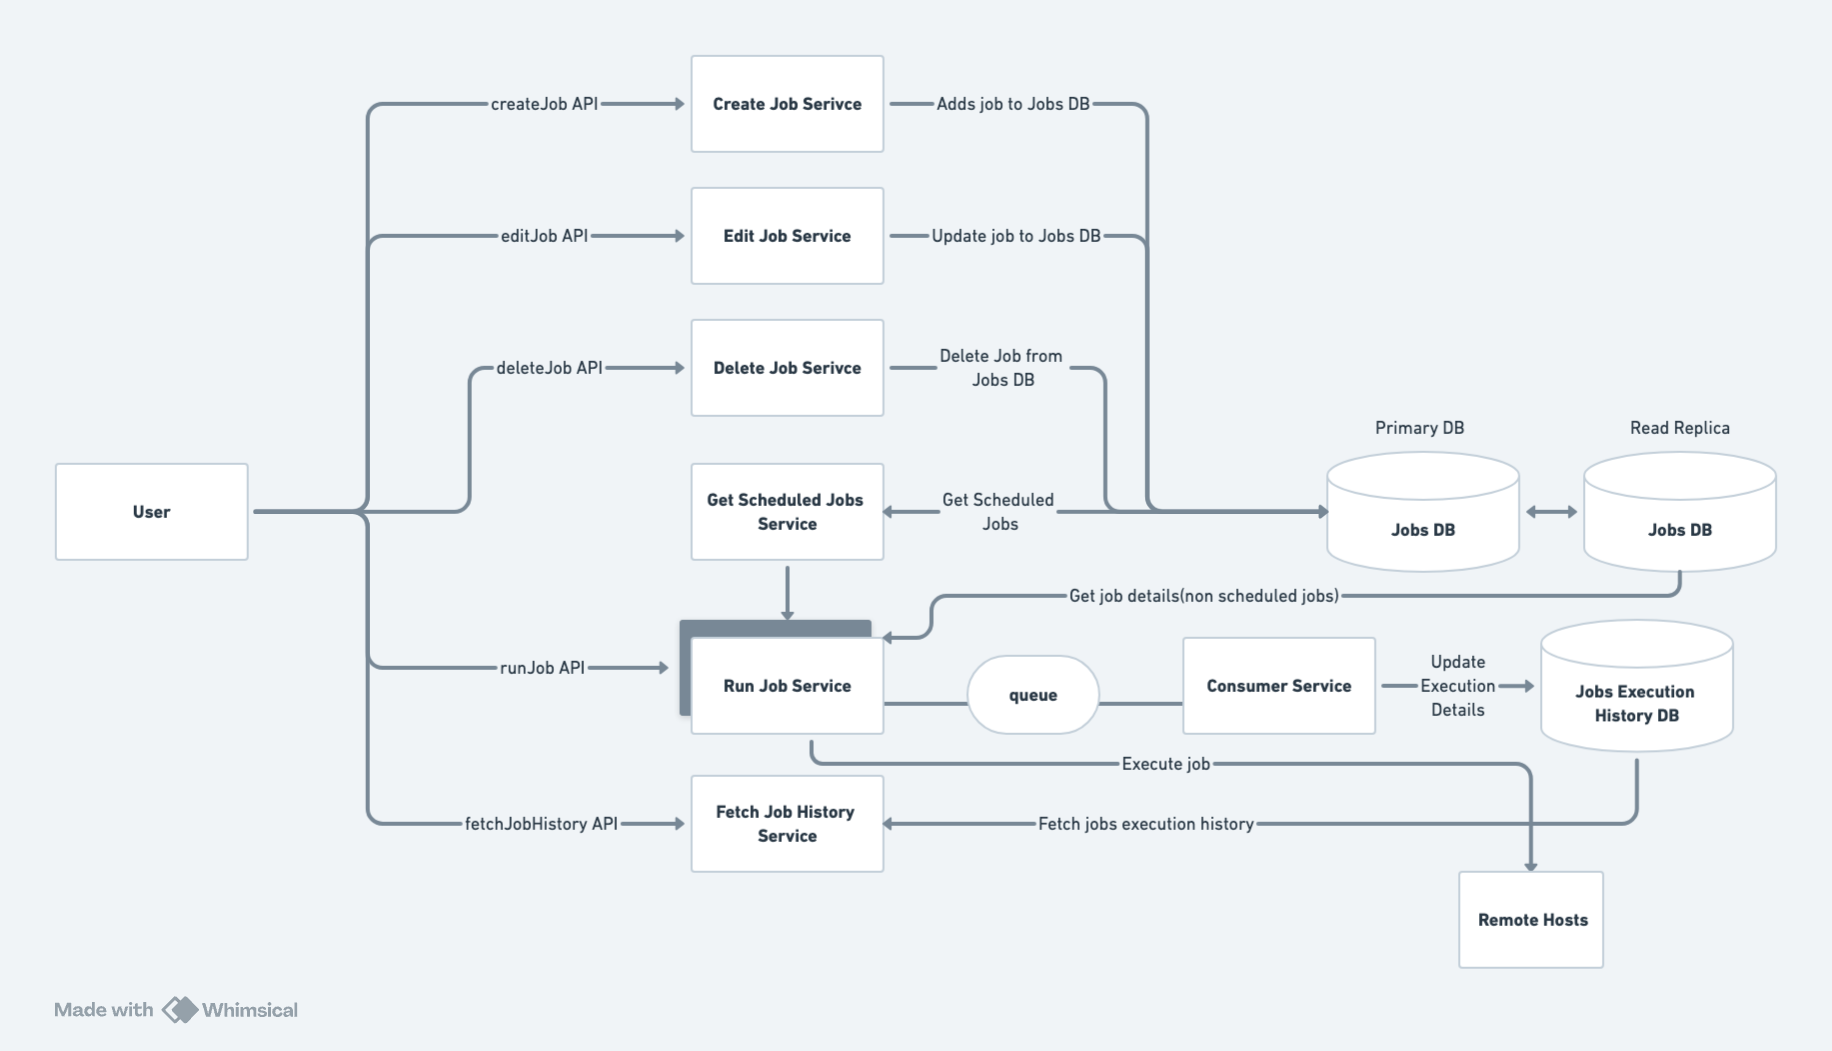 createJob API
Create Job Serivce
Adds job to Jobs DB
editJob API
Edit Job Service
Update job to Jobs DB
deleteJob API
Delete Job Serivce
Delete Job from
Jobs DB
Primary DB
Read Replica
User
Get Scheduled Jobs
Service
Get Scheduled
Jobs
Jobs DB
Jobs DB
Get job details(non scheduled jobs)
runJob API
Run Job Service
queue
Consumer Service
Update
Execution
Details
Jobs Execution
History DB
Execute job
fetchJobHistory API
Fetch Job History
Service
Fetch jobs execution history
Remote Hosts
Made with Whimsical